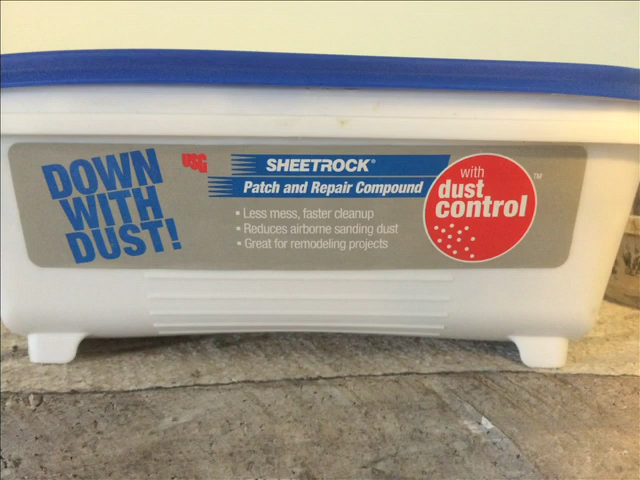 DOWN
WITH
DUST!
USG
SHEETROCK®
Patch and Repair Compound
▪ Less mess, faster cleanup
▪ Reduces airborne sanding dust
▪ Great for remodeling projects
with
dust
control
™